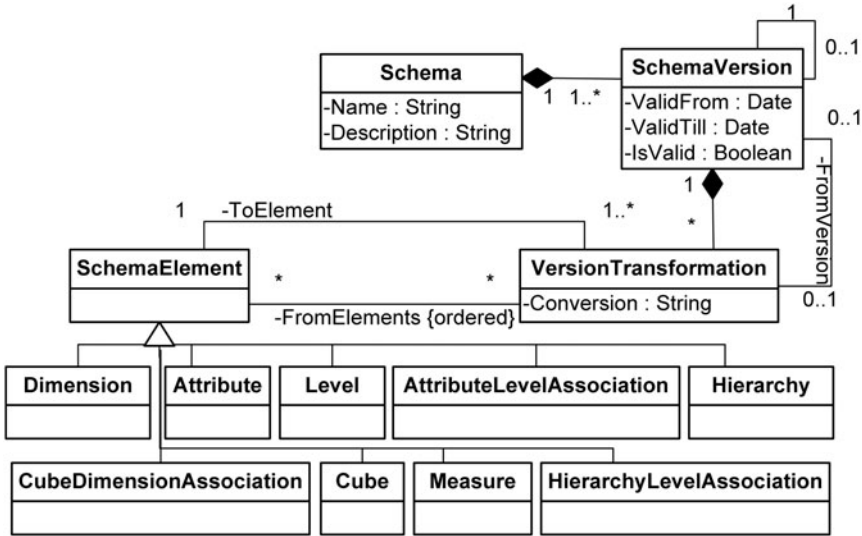 1
0..1
Schema
-Name : String
-Description : String
1
1..*
SchemaVersion
-ValidFrom : Date
-ValidTill : Date
-IsValid : Boolean
0..1
-FromVersion
1
*
1
-ToElement
1..*
SchemaElement
*
*
VersionTransformation
-Conversion : String
0..1
-FromElements {ordered}
Dimension
Attribute
Level
AttributeLevelAssociation
Hierarchy
CubeDimensionAssociation
Cube
Measure
HierarchyLevelAssociation